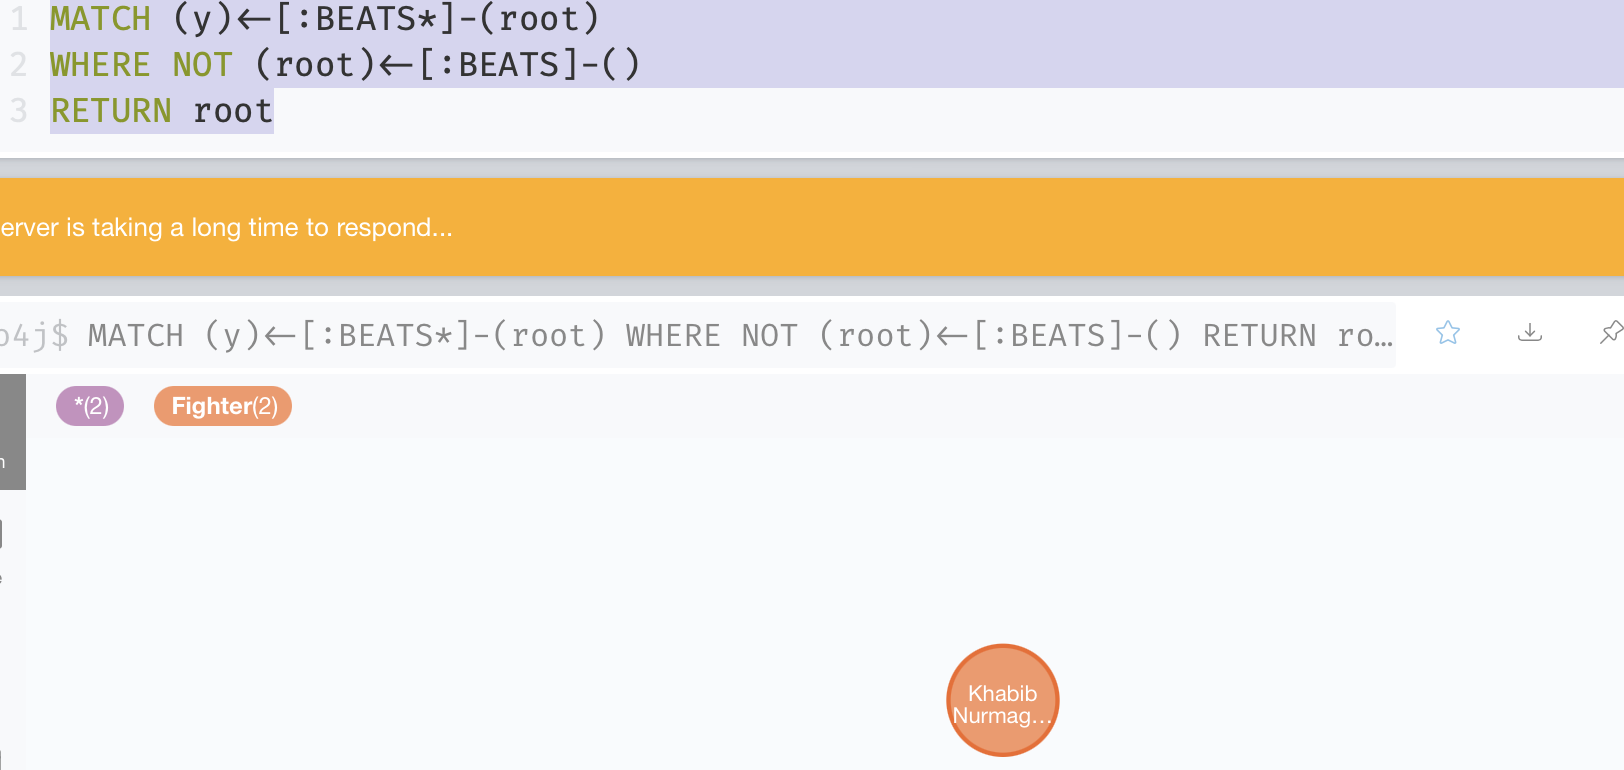 1 MATCH (y)<-[:BEATS*]-(root)
2 WHERE NOT (root)<-[:BEATS]-()
3 RETURN root
erver is taking a long time to respond...
o4j$ MATCH (y)<-[:BEATS*]-(root) WHERE NOT (root)<-[:BEATS]-() RETURN ro…
*(2) Fighter(2)
Khabib
Nurmag…